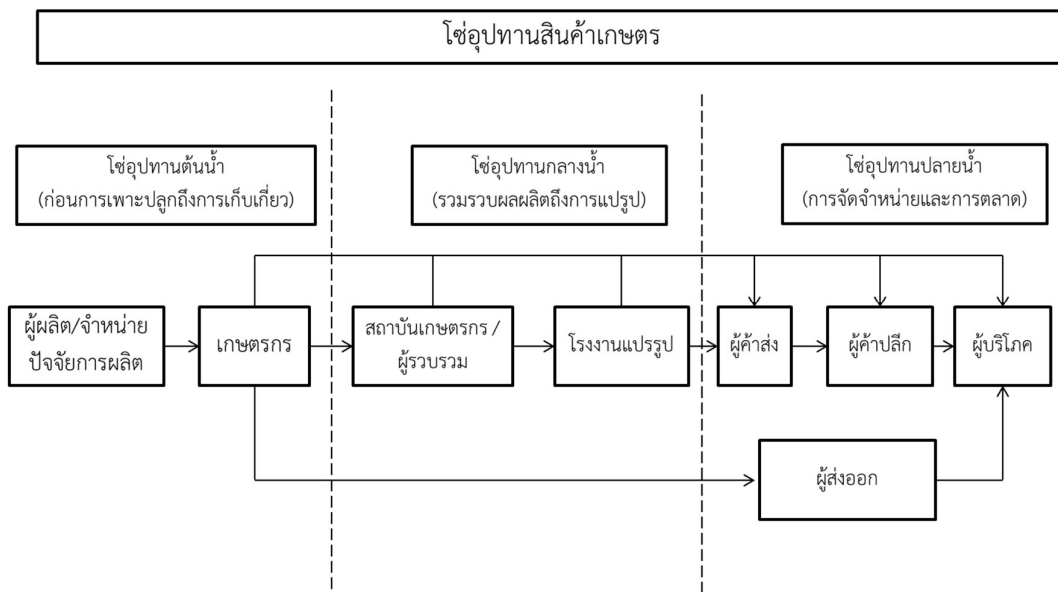 โซ่อุปทานสินค้าเกษตร
โซ่อุปทานต้นน้ำ
(ก่อนการเพาะปลูกถึงการเก็บเกี่ยว)
โซ่อุปทานกลางน้ำ
(รวมรวบผลผลิตถึงการแปรูป)
โซ่อุปทานปลายน้ำ
(การจัดจำหน่ายและการตลาด)
ผู้ผลิต/จำหน่าย
ปัจจัยการผลิต
เกษตรกร
สถาบันเกษตรกร /
ผู้รวบรวม
โรงงานแปรรูป
ผู้ค้าส่ง
ผู้ค้าปลีก
ผู้บริโภค
ผู้ส่งออก